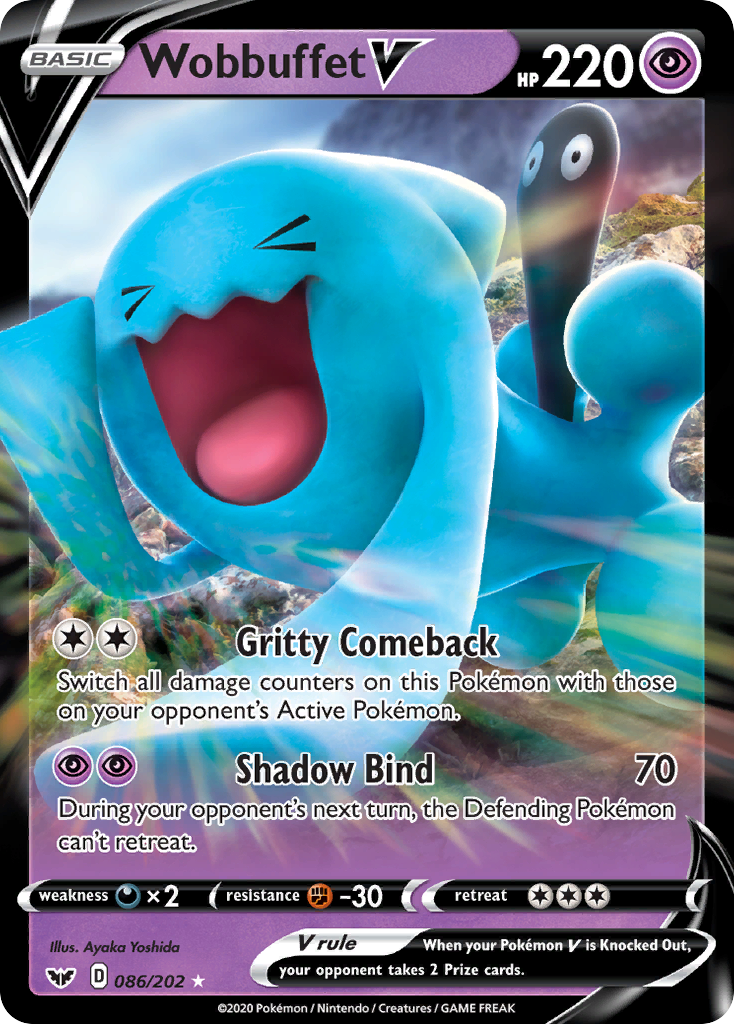 BASIC
Wobbuffet V
HP 220
Gritty Comeback
Switch all damage counters on this Pokémon with those
on your opponent's Active Pokémon.
Shadow Bind 70
During your opponent's next turn, the Defending Pokémon
can't retreat.
weakness ×2 resistance -30 retreat
Illus. Ayaka Yoshida
V rule When your Pokémon V is Knocked Out,
your opponent takes 2 Prize cards.
D 086/202
©2020 Pokémon / Nintendo / Creatures / GAME FREAK